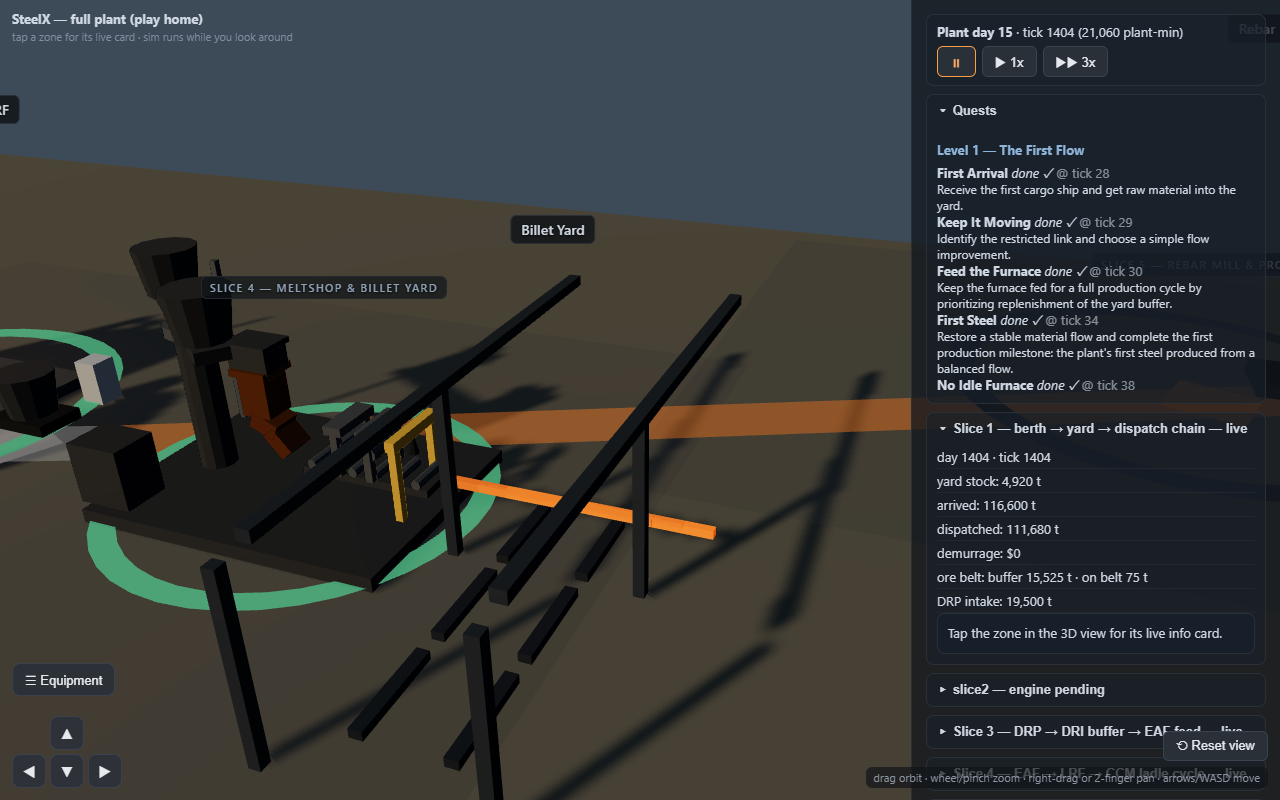 SteelX — full plant (play home)
tap a zone for its live card · sim runs while you look around
RF
Billet Yard
SLICE 4 — MELTSHOP & BILLET YARD
☰ Equipment
▲
◀ ▼ ▶
Rebar
Plant day 15 · tick 1404 (21,060 plant-min)
⏸ ▶ 1x ▶▶ 3x
▾ Quests
Level 1 — The First Flow
First Arrival done ✓@ tick 28
Receive the first cargo ship and get raw material into the
yard.
Keep It Moving done ✓@ tick 29
Identify the restricted link and choose a simple flow
improvement.
Feed the Furnace done ✓@ tick 30
Keep the furnace fed for a full production cycle by
prioritizing replenishment of the yard buffer.
First Steel done ✓@ tick 34
Restore a stable material flow and complete the first
production milestone: the plant's first steel produced from a
balanced flow.
No Idle Furnace done ✓@ tick 38
▾ Slice 1 — berth → yard → dispatch chain — live
day 1404 · tick 1404
yard stock: 4,920 t
arrived: 116,600 t
dispatched: 111,680 t
demurrage: $0
ore belt: buffer 15,525 t · on belt 75 t
DRP intake: 19,500 t
Tap the zone in the 3D view for its live info card.
▸ slice2 — engine pending
▸ Slice 3 — DRP → DRI buffer → EAF feed — live
⟲ Reset view
▸ Slice 4 — EAF → LRF → CCM ladle cycle — live
drag orbit · wheel/pinch zoom · right-drag or 2-finger pan · arrows/WASD move